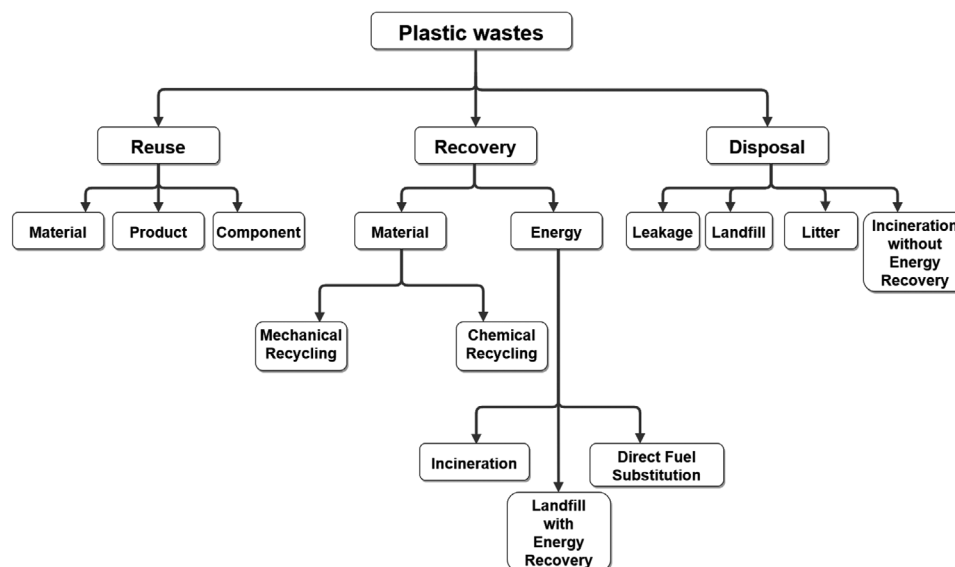 Plastic wastes
Reuse
Recovery
Disposal
Material
Product
Component
Material
Energy
Leakage
Landfill
Litter
Incineration
without
Energy
Recovery
Mechanical
Recycling
Chemical
Recycling
Incineration
Direct Fuel
Substitution
Landfill
with
Energy
Recovery